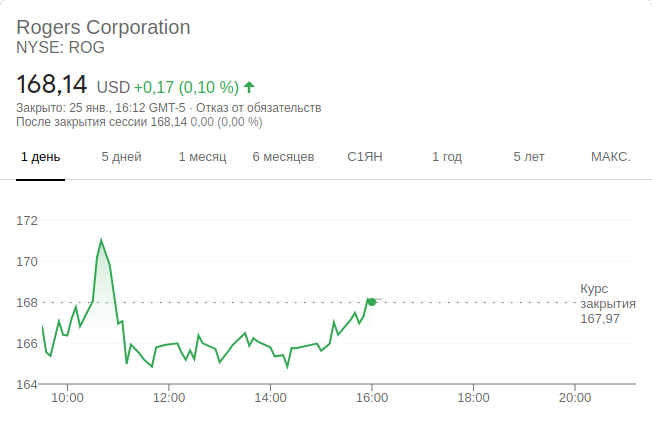 Rogers Corporation
NYSE: ROG
168,14 USD +0,17 (0,10 %)
Закрыто: 25 янв., 16:12 GMT-5 · Отказ от обязательств
После закрытия сессии 168,14 0,00 (0,00 %)
1 день 5 дней 1 месяц 6 месяцев С1ЯН 1 год 5 лет МАКС.
172
170
168
166
164
Курс
закрытия
167,97
10:00 12:00 14:00 16:00 18:00 20:00